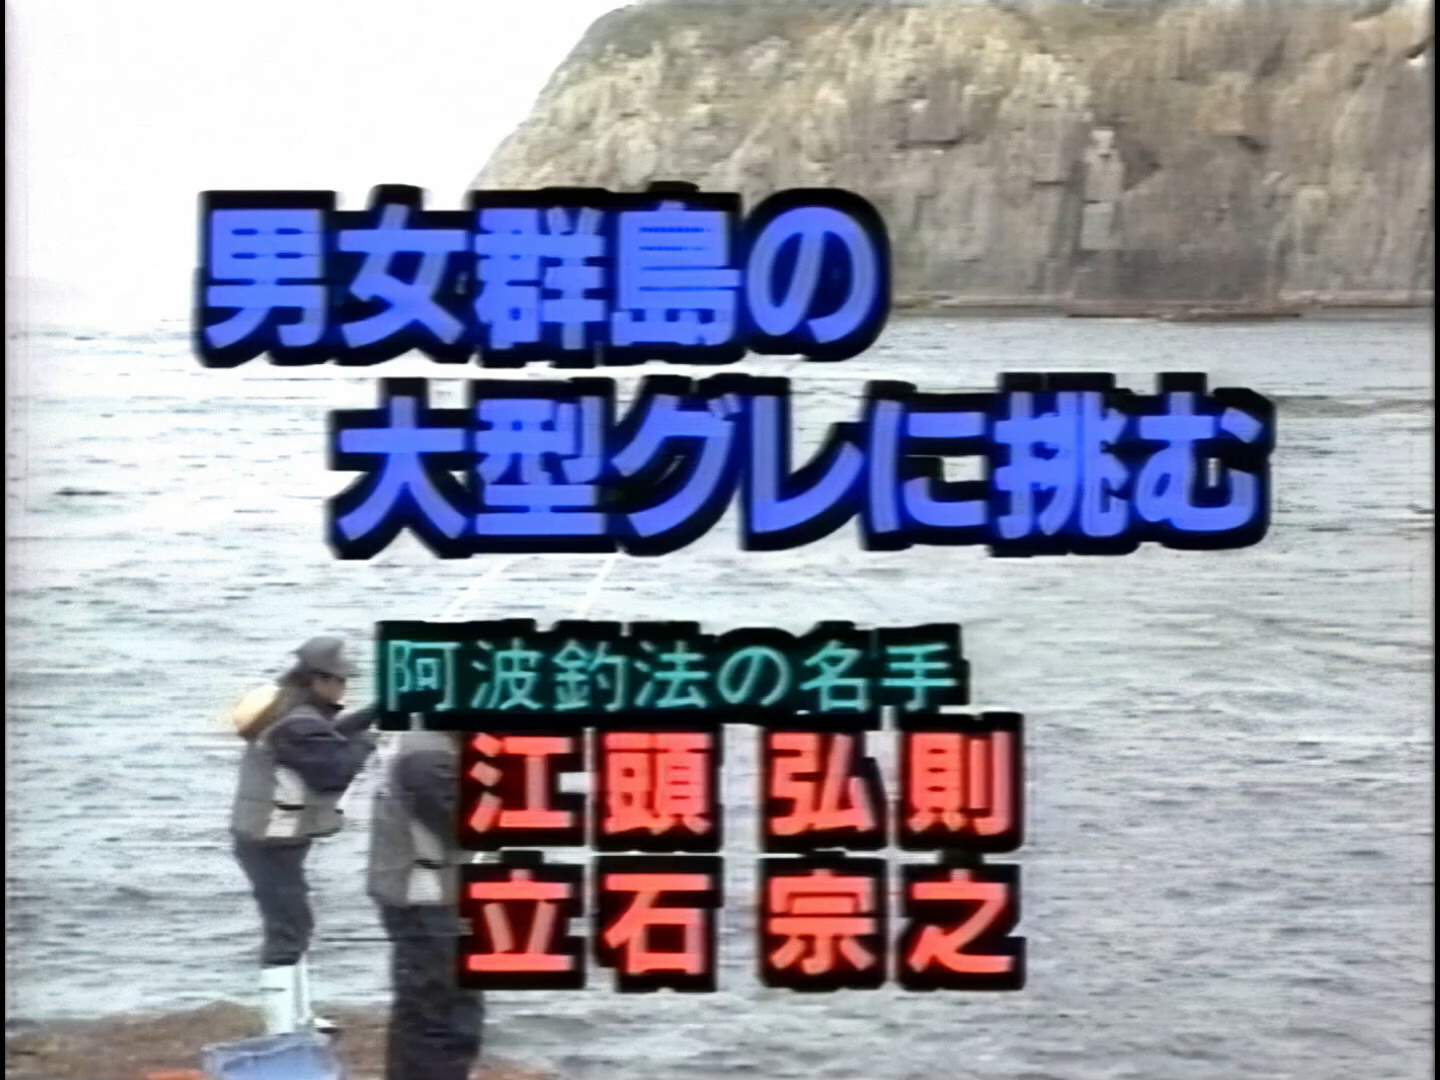 男女群島の
大型グレに挑む
阿波釣法の名手
江頭 弘則
立石 宗之